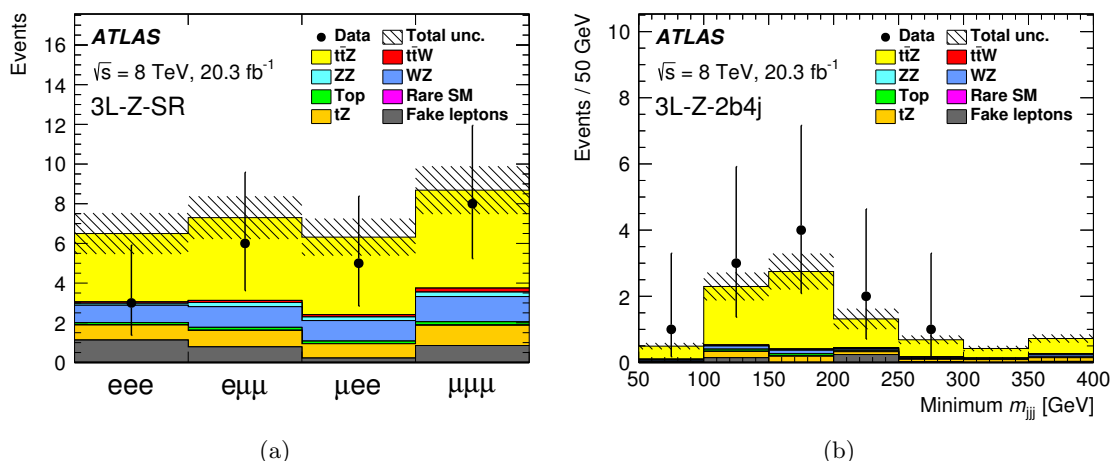 Events
16
14
12
10
8
6
4
2
0
ATLAS
√s = 8 TeV, 20.3 fb⁻¹
3L-Z-SR
Data
Total unc.
tt̄Z
tt̄W
ZZ
WZ
Top
Rare SM
tZ
Fake leptons
eee
eμμ
μee
μμμ
(a)
Events / 50 GeV
10
8
6
4
2
0
ATLAS
√s = 8 TeV, 20.3 fb⁻¹
3L-Z-2b4j
Data
Total unc.
tt̄Z
tt̄W
ZZ
WZ
Top
Rare SM
tZ
Fake leptons
50 100 150 200 250 300 350 400
Minimum m_jjj [GeV]
(b)